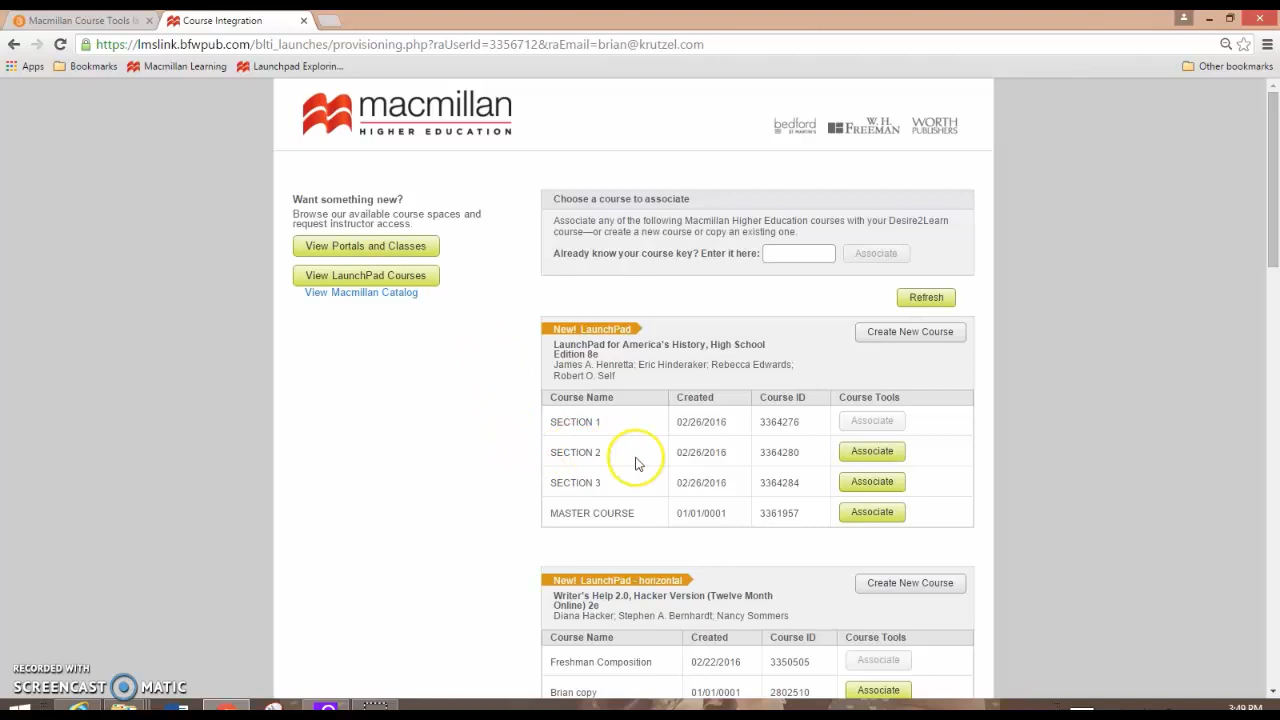 Macmillan Course Tools la
Course Integration
https://lmslink.bfwpub.com/blti_launches/provisioning.php?raUserId=3356712&raEmail=brian@krutzel.com
Apps Bookmarks Macmillan Learning Launchpad Explorin... Other bookmarks
macmillan
HIGHER EDUCATION
bedford ST. MARTIN'S W. H. FREEMAN WORTH PUBLISHERS
Want something new?
Browse our available course spaces and
request instructor access.
View Portals and Classes
View LaunchPad Courses
View Macmillan Catalog
Choose a course to associate
Associate any of the following Macmillan Higher Education courses with your Desire2Learn
course—or create a new course or copy an existing one.
Already know your course key? Enter it here: Associate
Refresh
New! LaunchPad Create New Course
LaunchPad for America's History, High School
Edition 8e
James A. Henretta; Eric Hinderaker; Rebecca Edwards;
Robert O. Self
Course Name Created Course ID Course Tools
SECTION 1 02/26/2016 3364276 Associate
SECTION 2 02/26/2016 3364280 Associate
SECTION 3 02/26/2016 3364284 Associate
MASTER COURSE 01/01/0001 3361957 Associate
New! LaunchPad - horizontal Create New Course
Writer's Help 2.0, Hacker Version (Twelve Month
Online) 2e
Diana Hacker; Stephen A. Bernhardt; Nancy Sommers
Course Name Created Course ID Course Tools
Freshman Composition 02/22/2016 3350505 Associate
Brian copy 01/01/0001 2802510 Associate
RECORDED WITH
SCREENCAST MATIC
3:49 PM